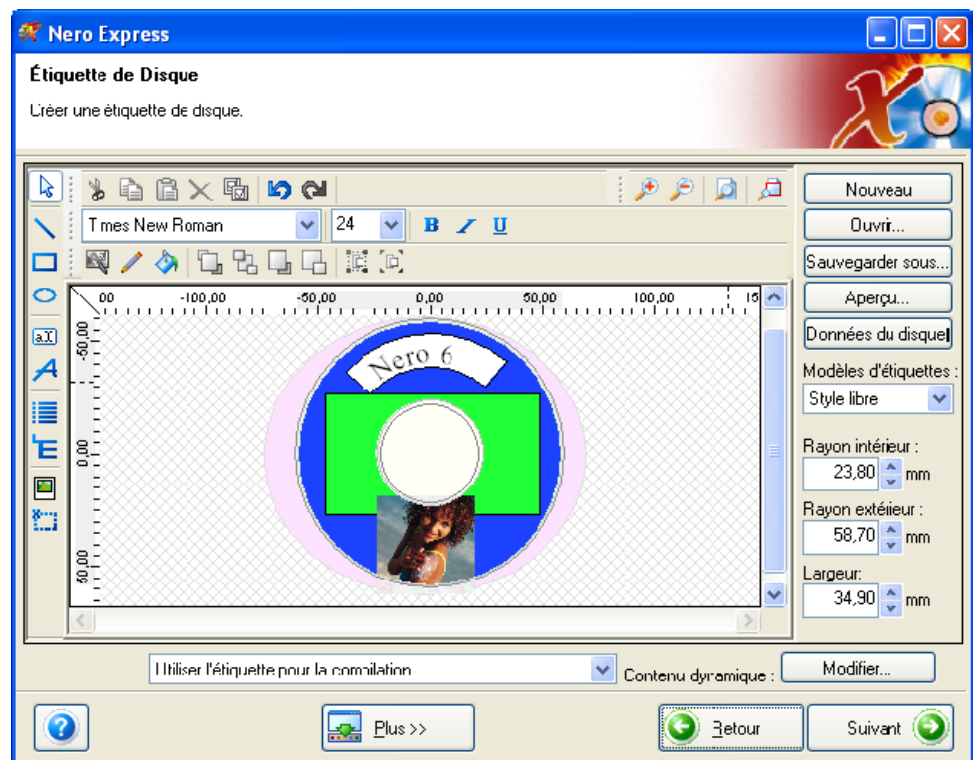 Nero Express
Étiquette de Disque
Créer une étiquette de disque.
Times New Roman
24
B I U
00 -100,00 -50,00 0,00 50,00 100,00 15
-50,00
0,00
50,00
Nero 6
Nouveau
Ouvrir...
Sauvegarder sous...
Aperçu...
Données du disque
Modèles d'étiquettes :
Style libre
Rayon intérieur :
23,80 mm
Rayon extérieur :
58,70 mm
Largeur:
34,90 mm
Utiliser l'étiquette pour la compilation
Contenu dynamique :
Modifier...
Plus >>
Retour
Suivant